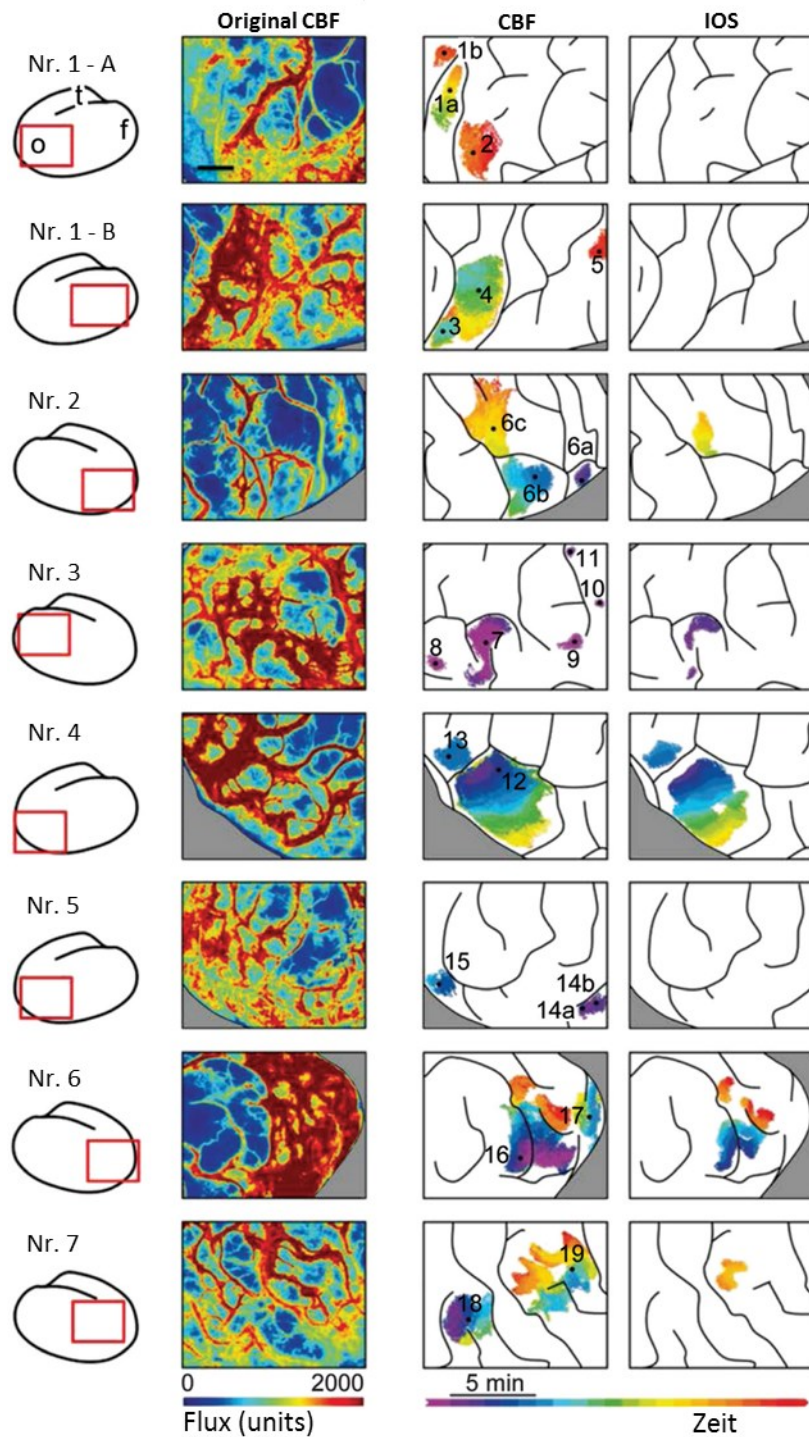 Original CBF CBF IOS
Nr. 1 - A
t
o f
1b
1a
2
Nr. 1 - B
5
4
3
Nr. 2
6c
6a
6b
Nr. 3
11
10
7
8 9
Nr. 4
13
12
Nr. 5
15
14b
14a
Nr. 6
17
16
Nr. 7
19
18
0 2000 5 min
Flux (units) Zeit